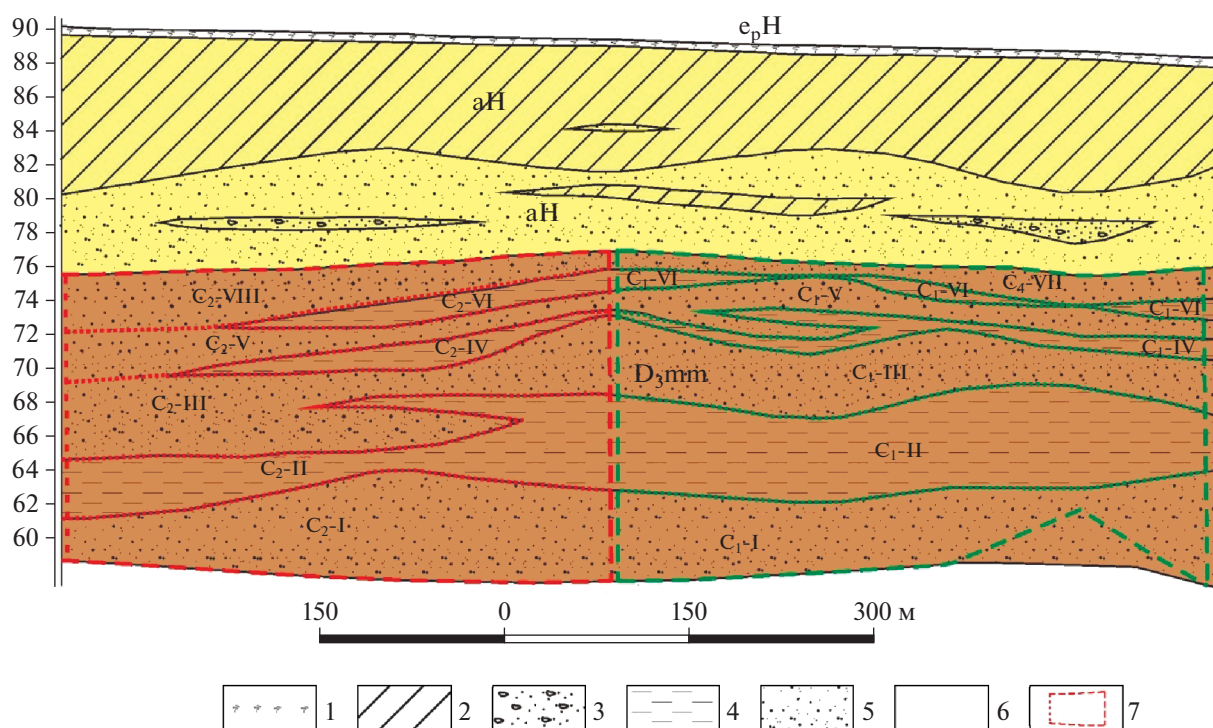 90
e_pH
88
86
aH
84
82
80
aH
78
76
C₂-VIII
C₂-VI
C₁-VI
C₁-V
C₁-VI
C₄-VII
C₁-VI
74
72
C₂-V
C₂-IV
C₁-IV
70
C₂-III
D₃mm
C₁-III
68
66
C₂-II
C₁-II
64
62
C₂-I
C₁-I
60
150 0 150 300 м
1 2 3 4 5 6 7